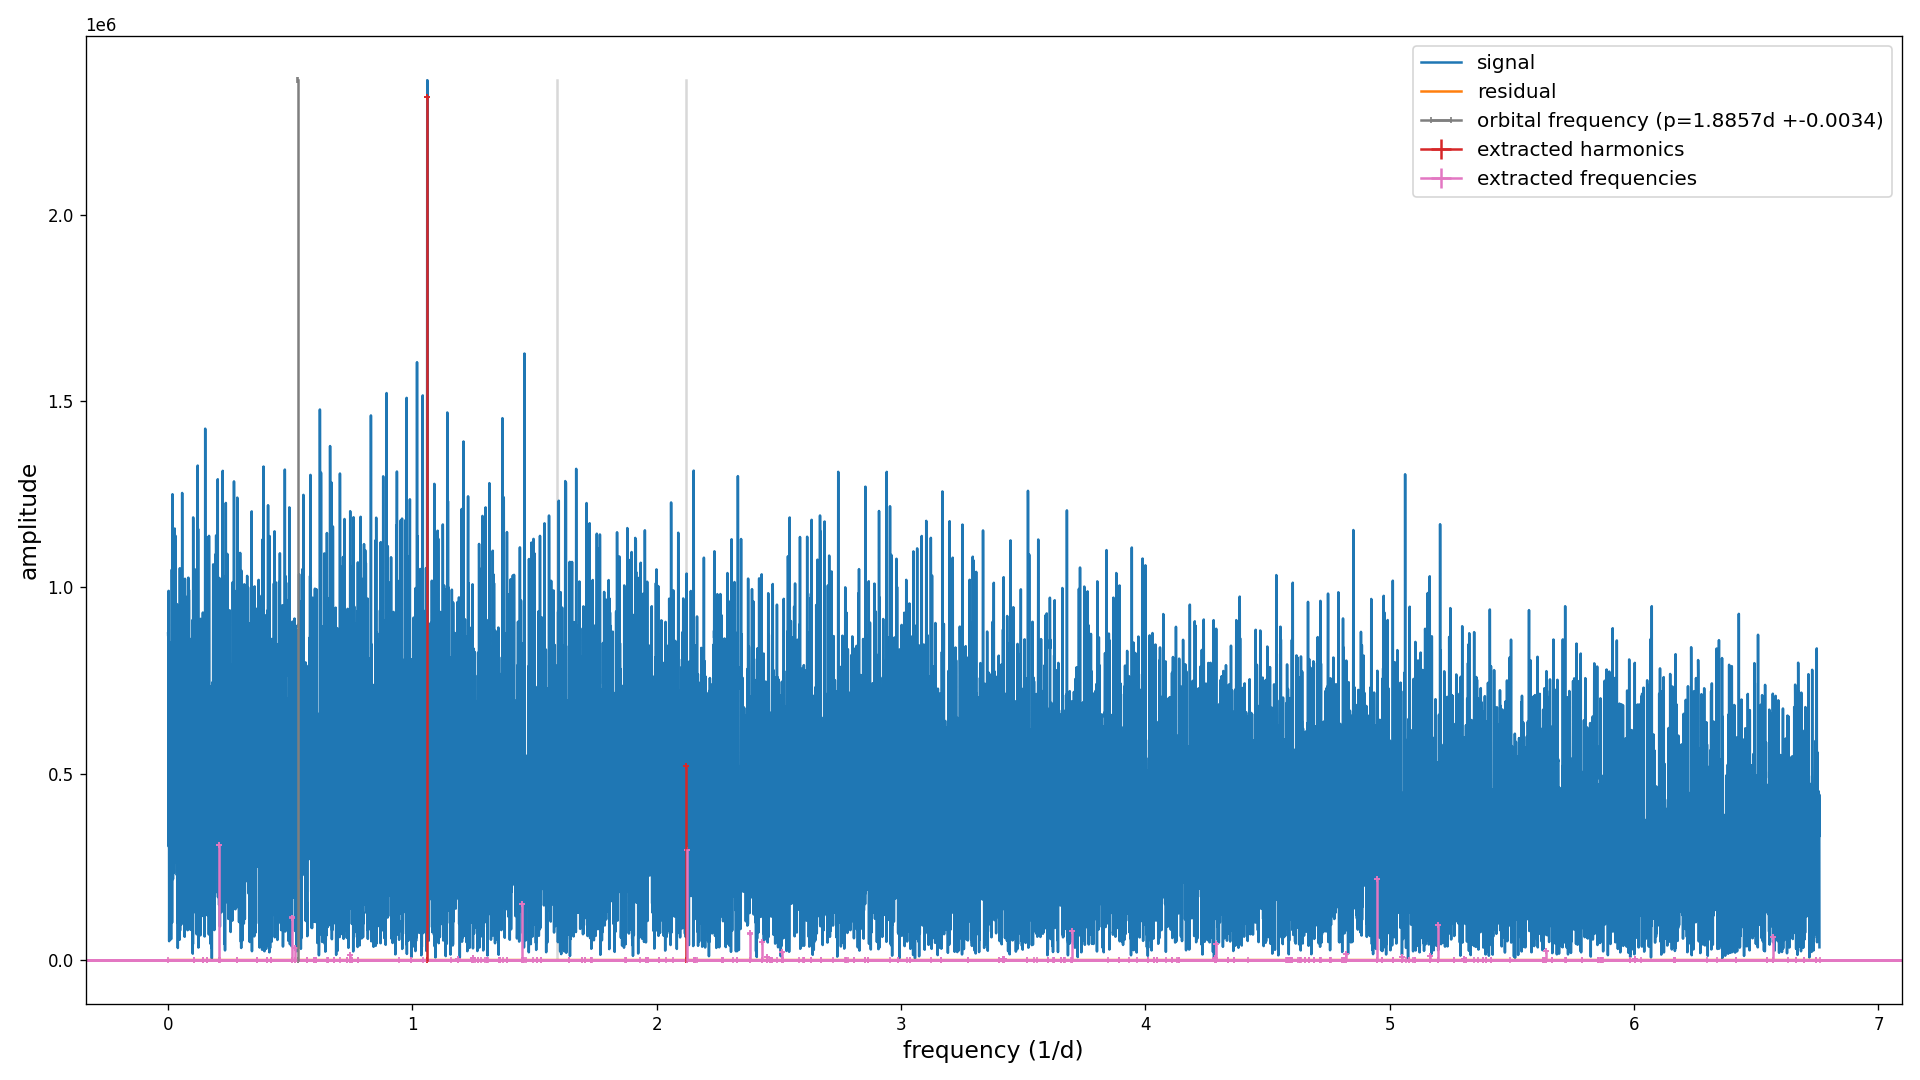 1e6
signal
residual
orbital frequency (p=1.8857d +-0.0034)
extracted harmonics
extracted frequencies
2.0
1.5
1.0
0.5
0.0
amplitude
0 1 2 3 4 5 6 7
frequency (1/d)